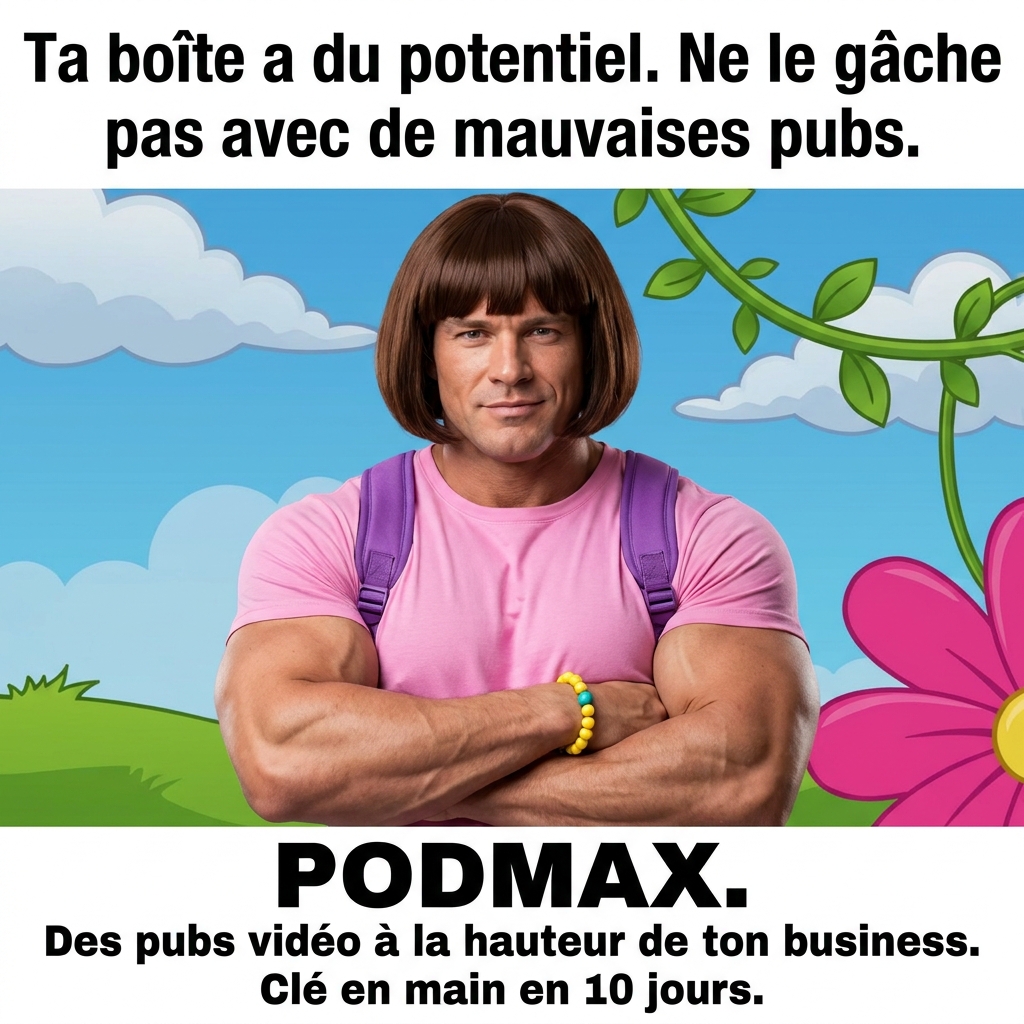 Ta boîte a du potentiel. Ne le gâche
pas avec de mauvaises pubs.
PODMAX.
Des pubs vidéo à la hauteur de ton business.
Clé en main en 10 jours.